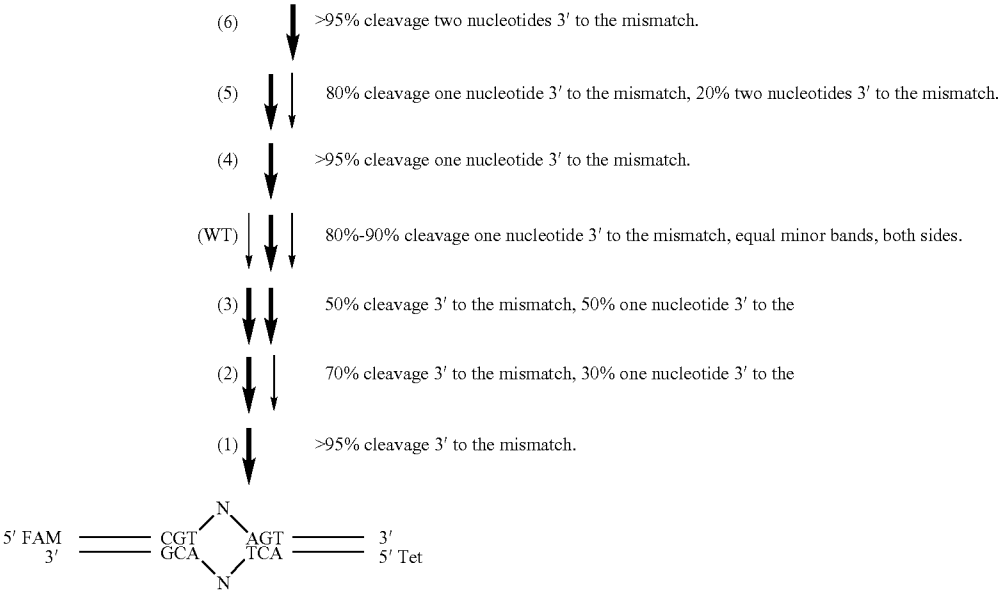 (6) >95% cleavage two nucleotides 3′ to the mismatch.
(5) 80% cleavage one nucleotide 3′ to the mismatch, 20% two nucleotides 3′ to the mismatch.
(4) >95% cleavage one nucleotide 3′ to the mismatch.
(WT) 80%-90% cleavage one nucleotide 3′ to the mismatch, equal minor bands, both sides.
(3) 50% cleavage 3′ to the mismatch, 50% one nucleotide 3′ to the
(2) 70% cleavage 3′ to the mismatch, 30% one nucleotide 3′ to the
(1) >95% cleavage 3′ to the mismatch.
N
5′ FAM CGT AGT 3′
3′ GCA TCA 5′ Tet
N